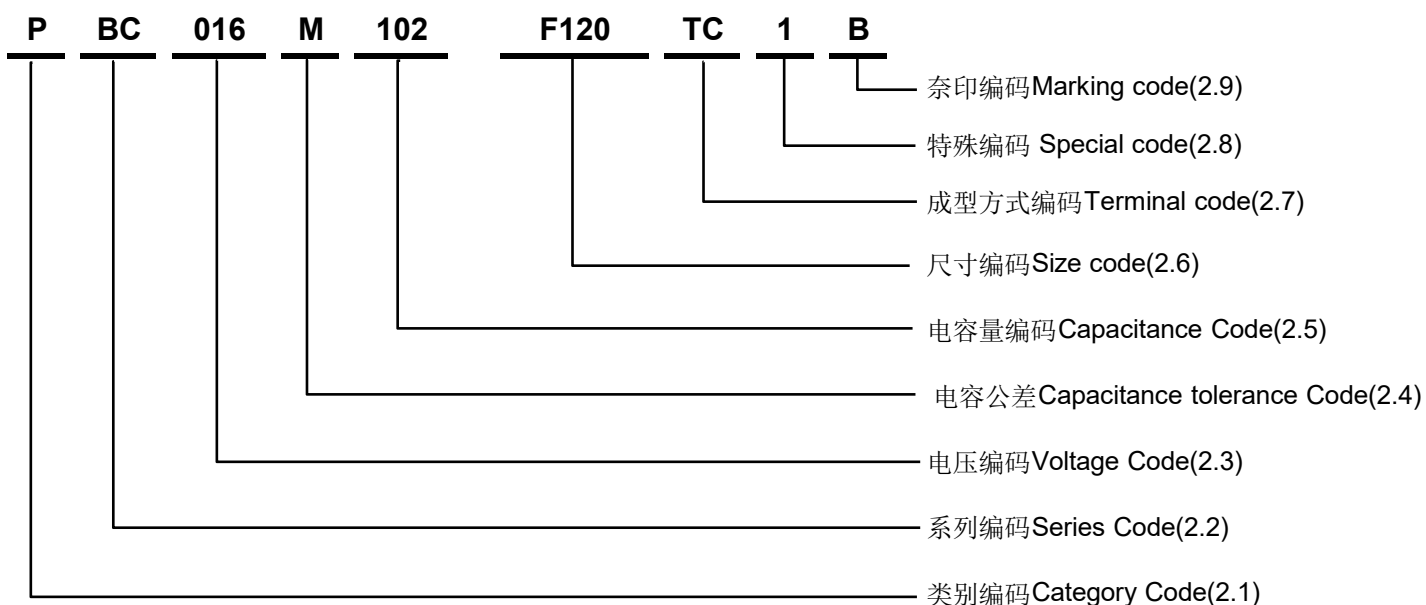 P BC 016 M 102 F120 TC 1 B
奈印编码Marking code(2.9)
特殊编码 Special code(2.8)
成型方式编码Terminal code(2.7)
尺寸编码Size code(2.6)
电容量编码Capacitance Code(2.5)
电容公差Capacitance tolerance Code(2.4)
电压编码Voltage Code(2.3)
系列编码Series Code(2.2)
类别编码Category Code(2.1)